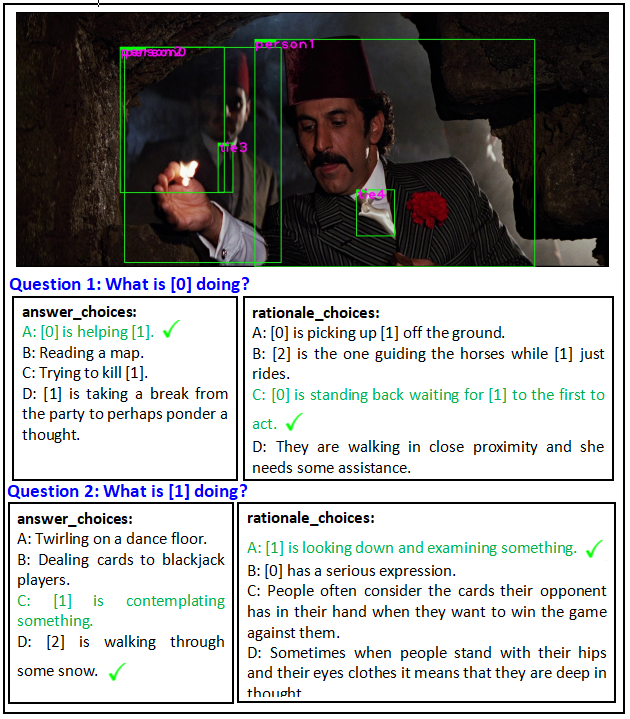 person1
tie3
tie4
Question 1: What is [0] doing?
answer_choices:
A: [0] is helping [1].
B: Reading a map.
C: Trying to kill [1].
D: [1] is taking a break from
the party to perhaps ponder a
thought.
rationale_choices:
A: [0] is picking up [1] off the ground.
B: [2] is the one guiding the horses while [1] just
rides.
C: [0] is standing back waiting for [1] to the first to
act.
D: They are walking in close proximity and she
needs some assistance.
Question 2: What is [1] doing?
answer_choices:
A: Twirling on a dance floor.
B: Dealing cards to blackjack
players.
C: [1] is contemplating
something.
D: [2] is walking through
some snow.
rationale_choices:
A: [1] is looking down and examining something.
B: [0] has a serious expression.
C: People often consider the cards their opponent
has in their hand when they want to win the game
against them.
D: Sometimes when people stand with their hips
and their eyes clothes it means that they are deep in
thought